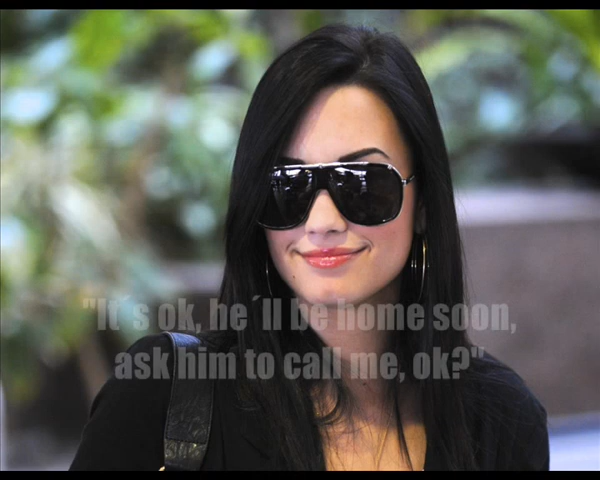 "It´s ok, he´ll be home soon,
ask him to call me, ok?"